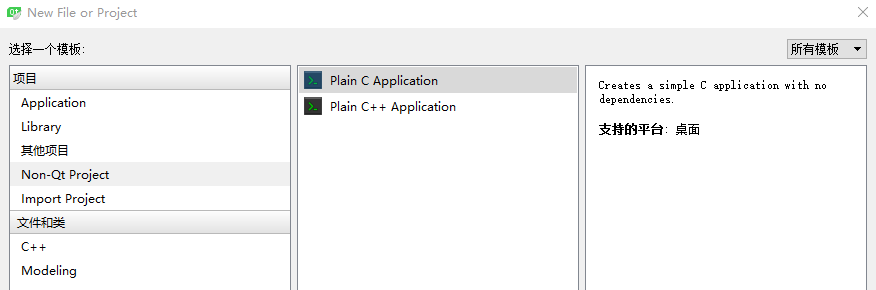 New File or Project
选择一个模板:
所有模板
项目
Application
Library
其他项目
Non-Qt Project
Import Project
文件和类
C++
Modeling
Plain C Application
Plain C++ Application
Creates a simple C application with no
dependencies.
支持的平台: 桌面